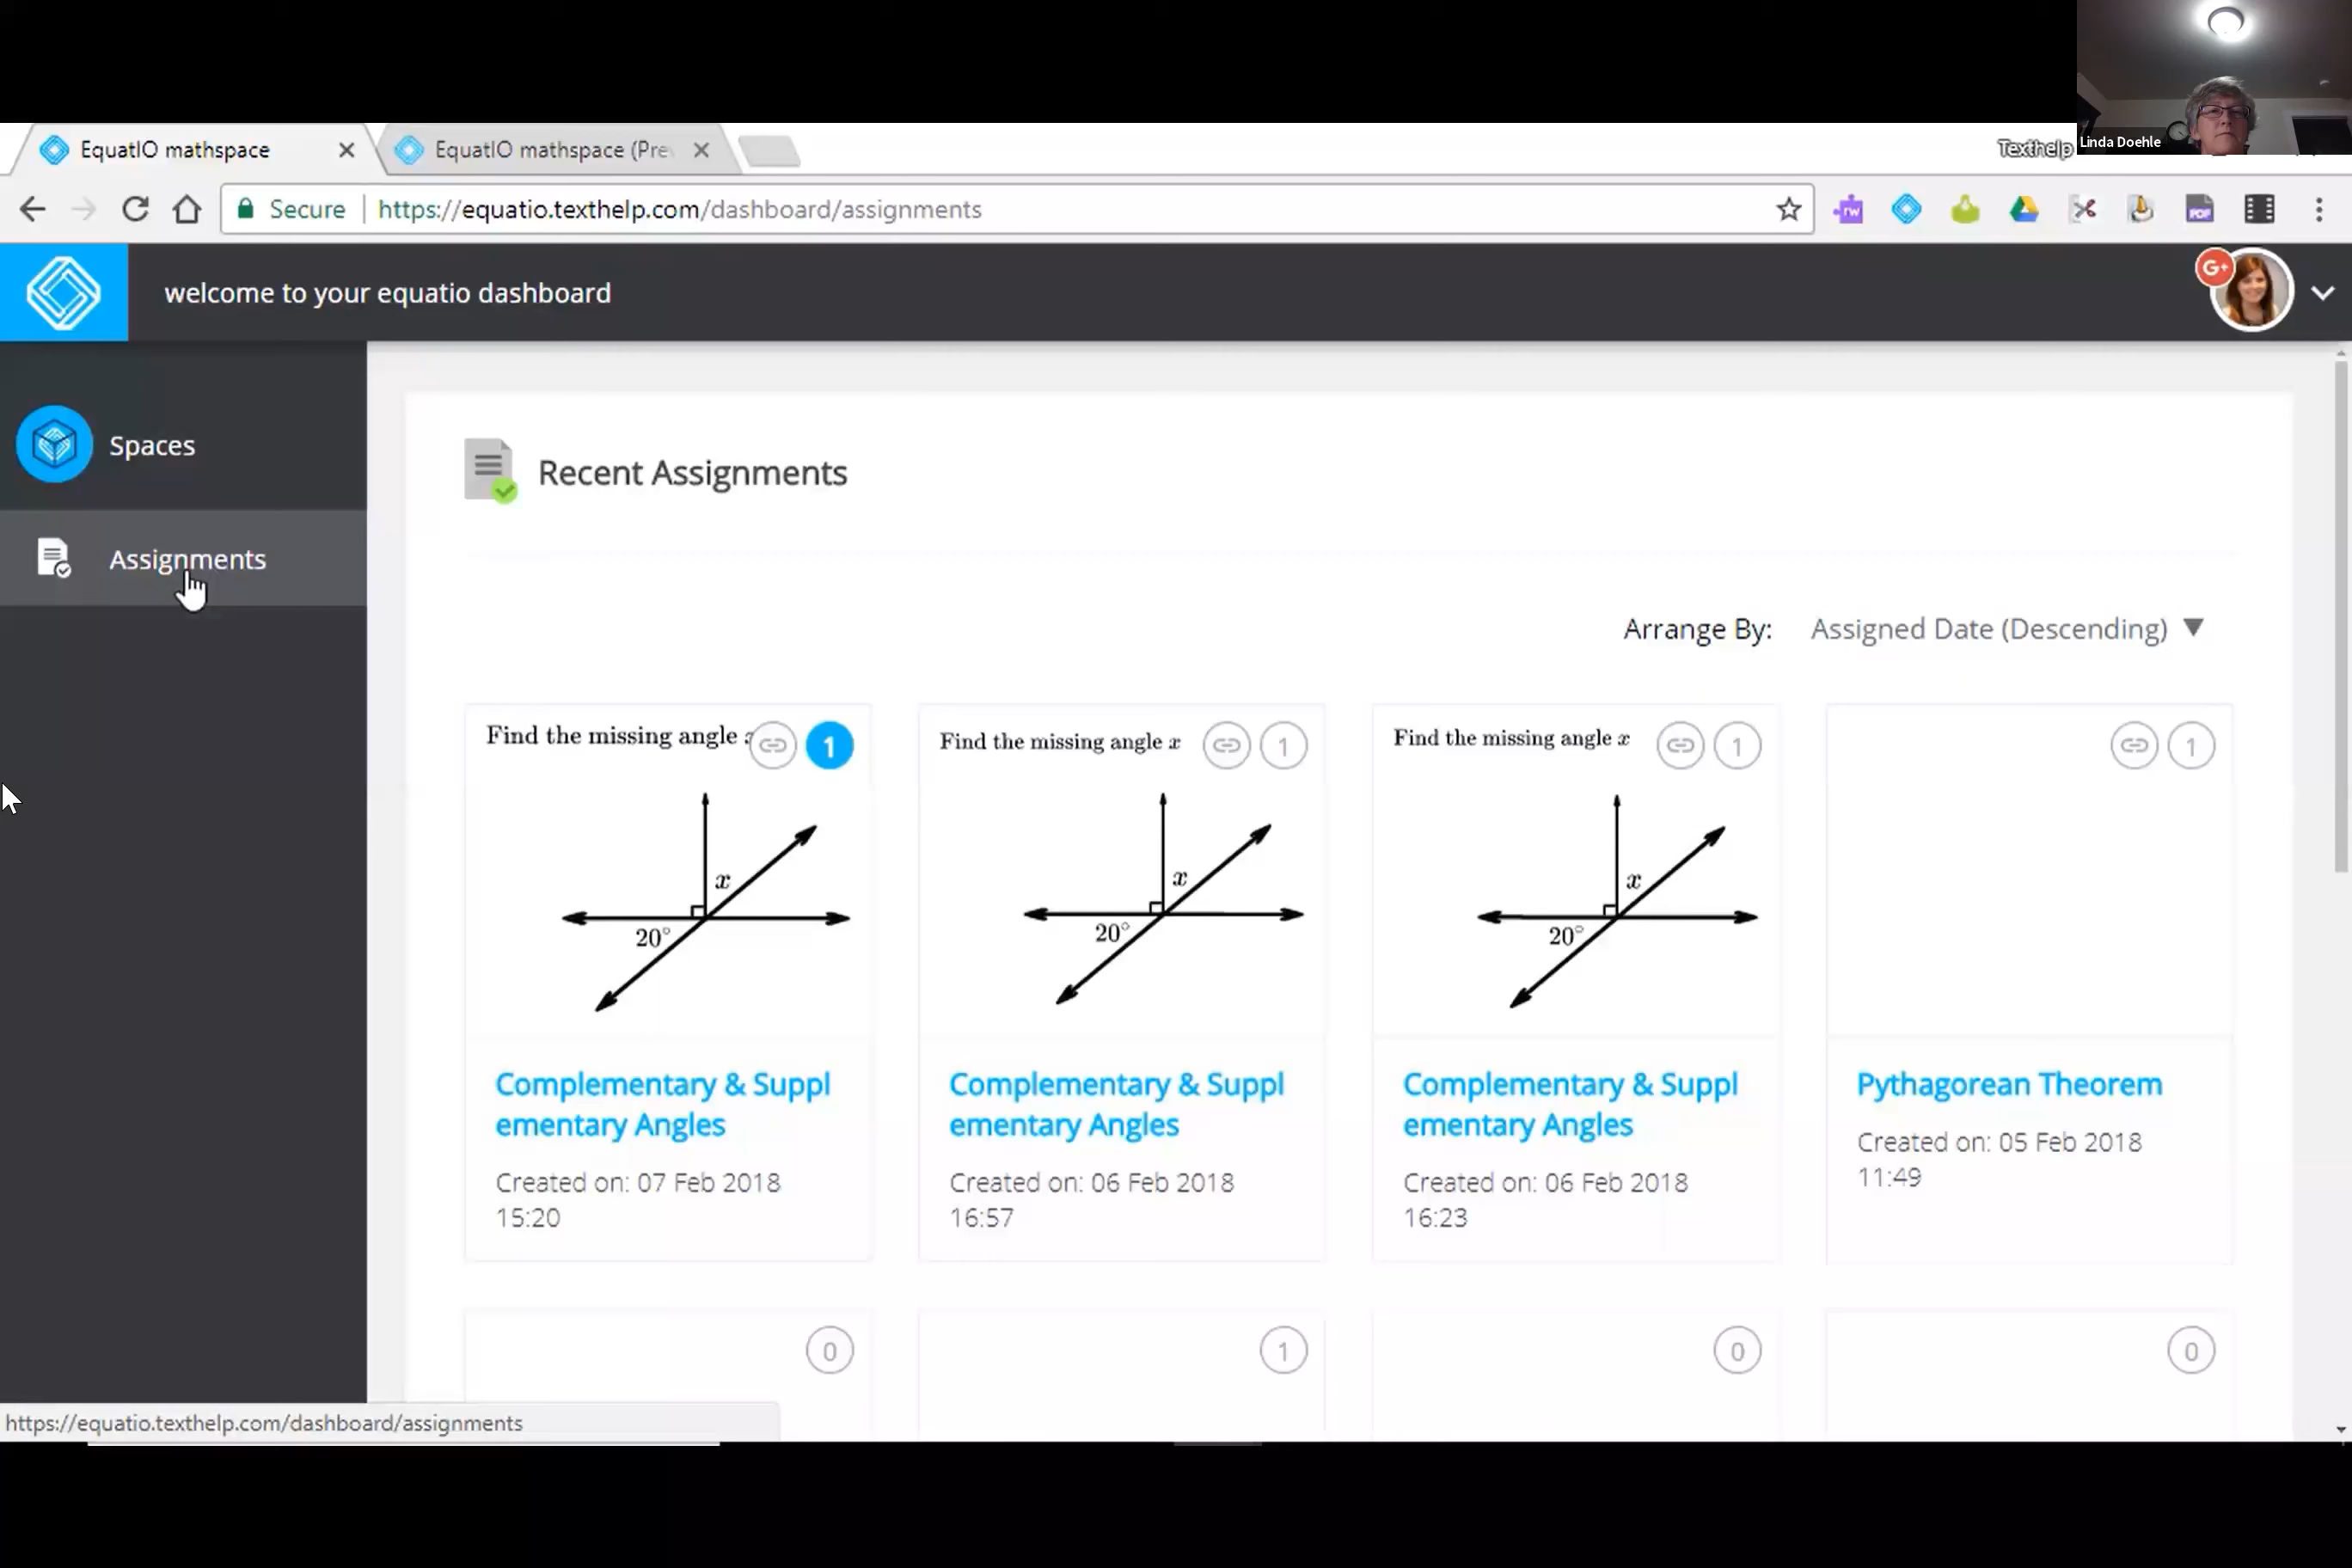 EquatIO mathspace
EquatIO mathspace (Pre
Texthelp
Linda Doehle
Secure
https://equatio.texthelp.com/dashboard/assignments
rw
PDF
welcome to your equatio dashboard
G+
Spaces
Assignments
Recent Assignments
Arrange By: Assigned Date (Descending)
Find the missing angle
1
x
20°
Complementary & Suppl
ementary Angles
Created on: 07 Feb 2018
15:20
Find the missing angle x
1
x
20°
Complementary & Suppl
ementary Angles
Created on: 06 Feb 2018
16:57
Find the missing angle x
1
x
20°
Complementary & Suppl
ementary Angles
Created on: 06 Feb 2018
16:23
1
Pythagorean Theorem
Created on: 05 Feb 2018
11:49
0
1
0
0
https://equatio.texthelp.com/dashboard/assignments